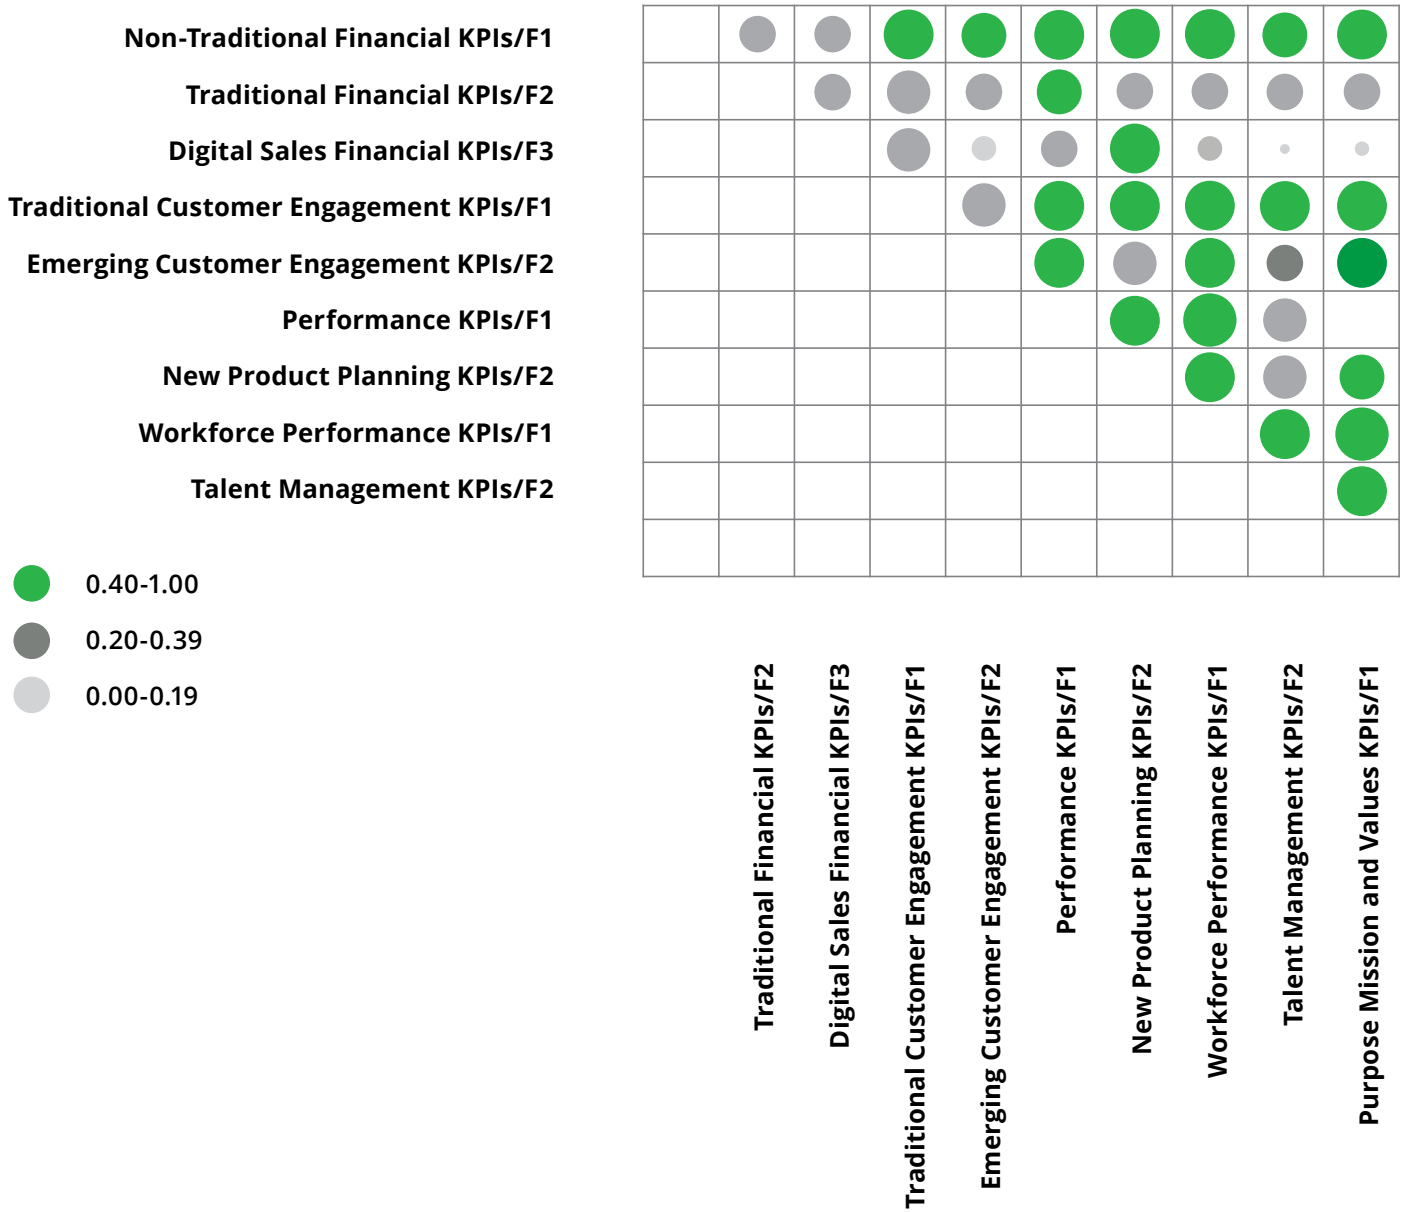 Non-Traditional Financial KPIs/F1
Traditional Financial KPIs/F2
Digital Sales Financial KPIs/F3
Traditional Customer Engagement KPIs/F1
Emerging Customer Engagement KPIs/F2
Performance KPIs/F1
New Product Planning KPIs/F2
Workforce Performance KPIs/F1
Talent Management KPIs/F2
0.40-1.00
0.20-0.39
0.00-0.19
Traditional Financial KPIs/F2
Digital Sales Financial KPIs/F3
Traditional Customer Engagement KPIs/F1
Emerging Customer Engagement KPIs/F2
Performance KPIs/F1
New Product Planning KPIs/F2
Workforce Performance KPIs/F1
Talent Management KPIs/F2
Purpose Mission and Values KPIs/F1